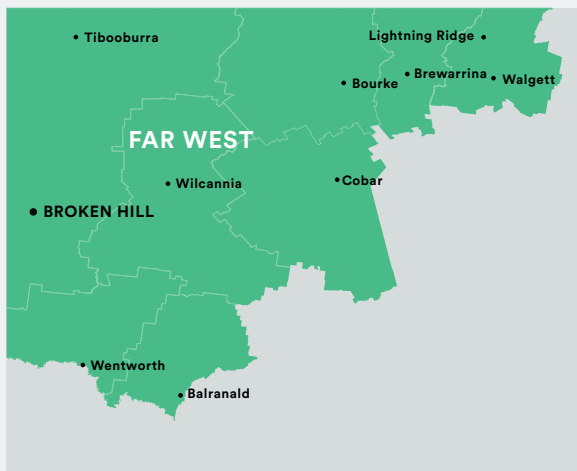 Tibooburra
Lightning Ridge
Bourke
Brewarrina
Walgett
FAR WEST
Wilcannia
Cobar
BROKEN HILL
Wentworth
Balranald